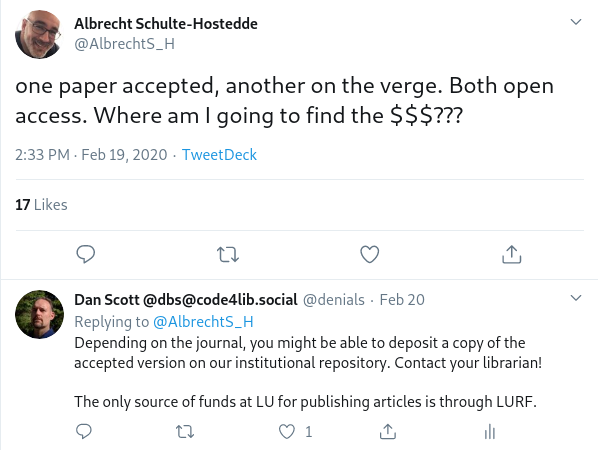 Albrecht Schulte-Hostedde
@AlbrechtS_H
one paper accepted, another on the verge. Both open
access. Where am I going to find the $$$???
2:33 PM · Feb 19, 2020 · TweetDeck
17 Likes
Dan Scott @dbs@code4lib.social @denials · Feb 20
Replying to @AlbrechtS_H
Depending on the journal, you might be able to deposit a copy of the
accepted version on our institutional repository. Contact your librarian!
The only source of funds at LU for publishing articles is through LURF.
1